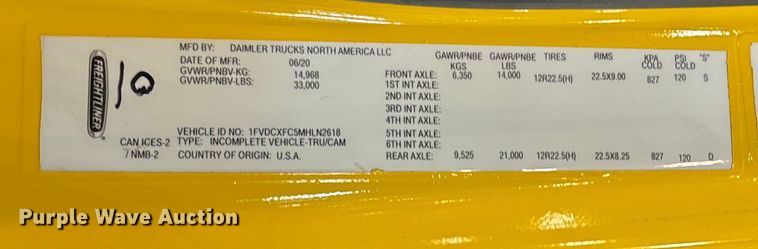 FREIGHTLINER
10
MFD BY: DAIMLER TRUCKS NORTH AMERICA LLC
DATE OF MFR: 06/20
GVWR/PNBV-KG: 14,968
GVWR/PNBV-LBS: 33,000
VEHICLE ID NO: 1FVDCXFC5MHLN2618
CAN ICES-2 TYPE: INCOMPLETE VEHICLE-TRU/CAM
/ NMB-2 COUNTRY OF ORIGIN: U.S.A.
GAWR/PNBE GAWR/PNBE TIRES RIMS KPA PSI "S"
KGS LBS COLD COLD
FRONT AXLE: 6,350 14,000 12R22.5(H) 22.5X9.00 827 120 S
1ST INT AXLE:
2ND INT AXLE:
3RD INT AXLE:
4TH INT AXLE:
5TH INT AXLE:
6TH INT AXLE:
REAR AXLE: 9,525 21,000 12R22.5(H) 22.5X8.25 827 120 D
Purple Wave Auction